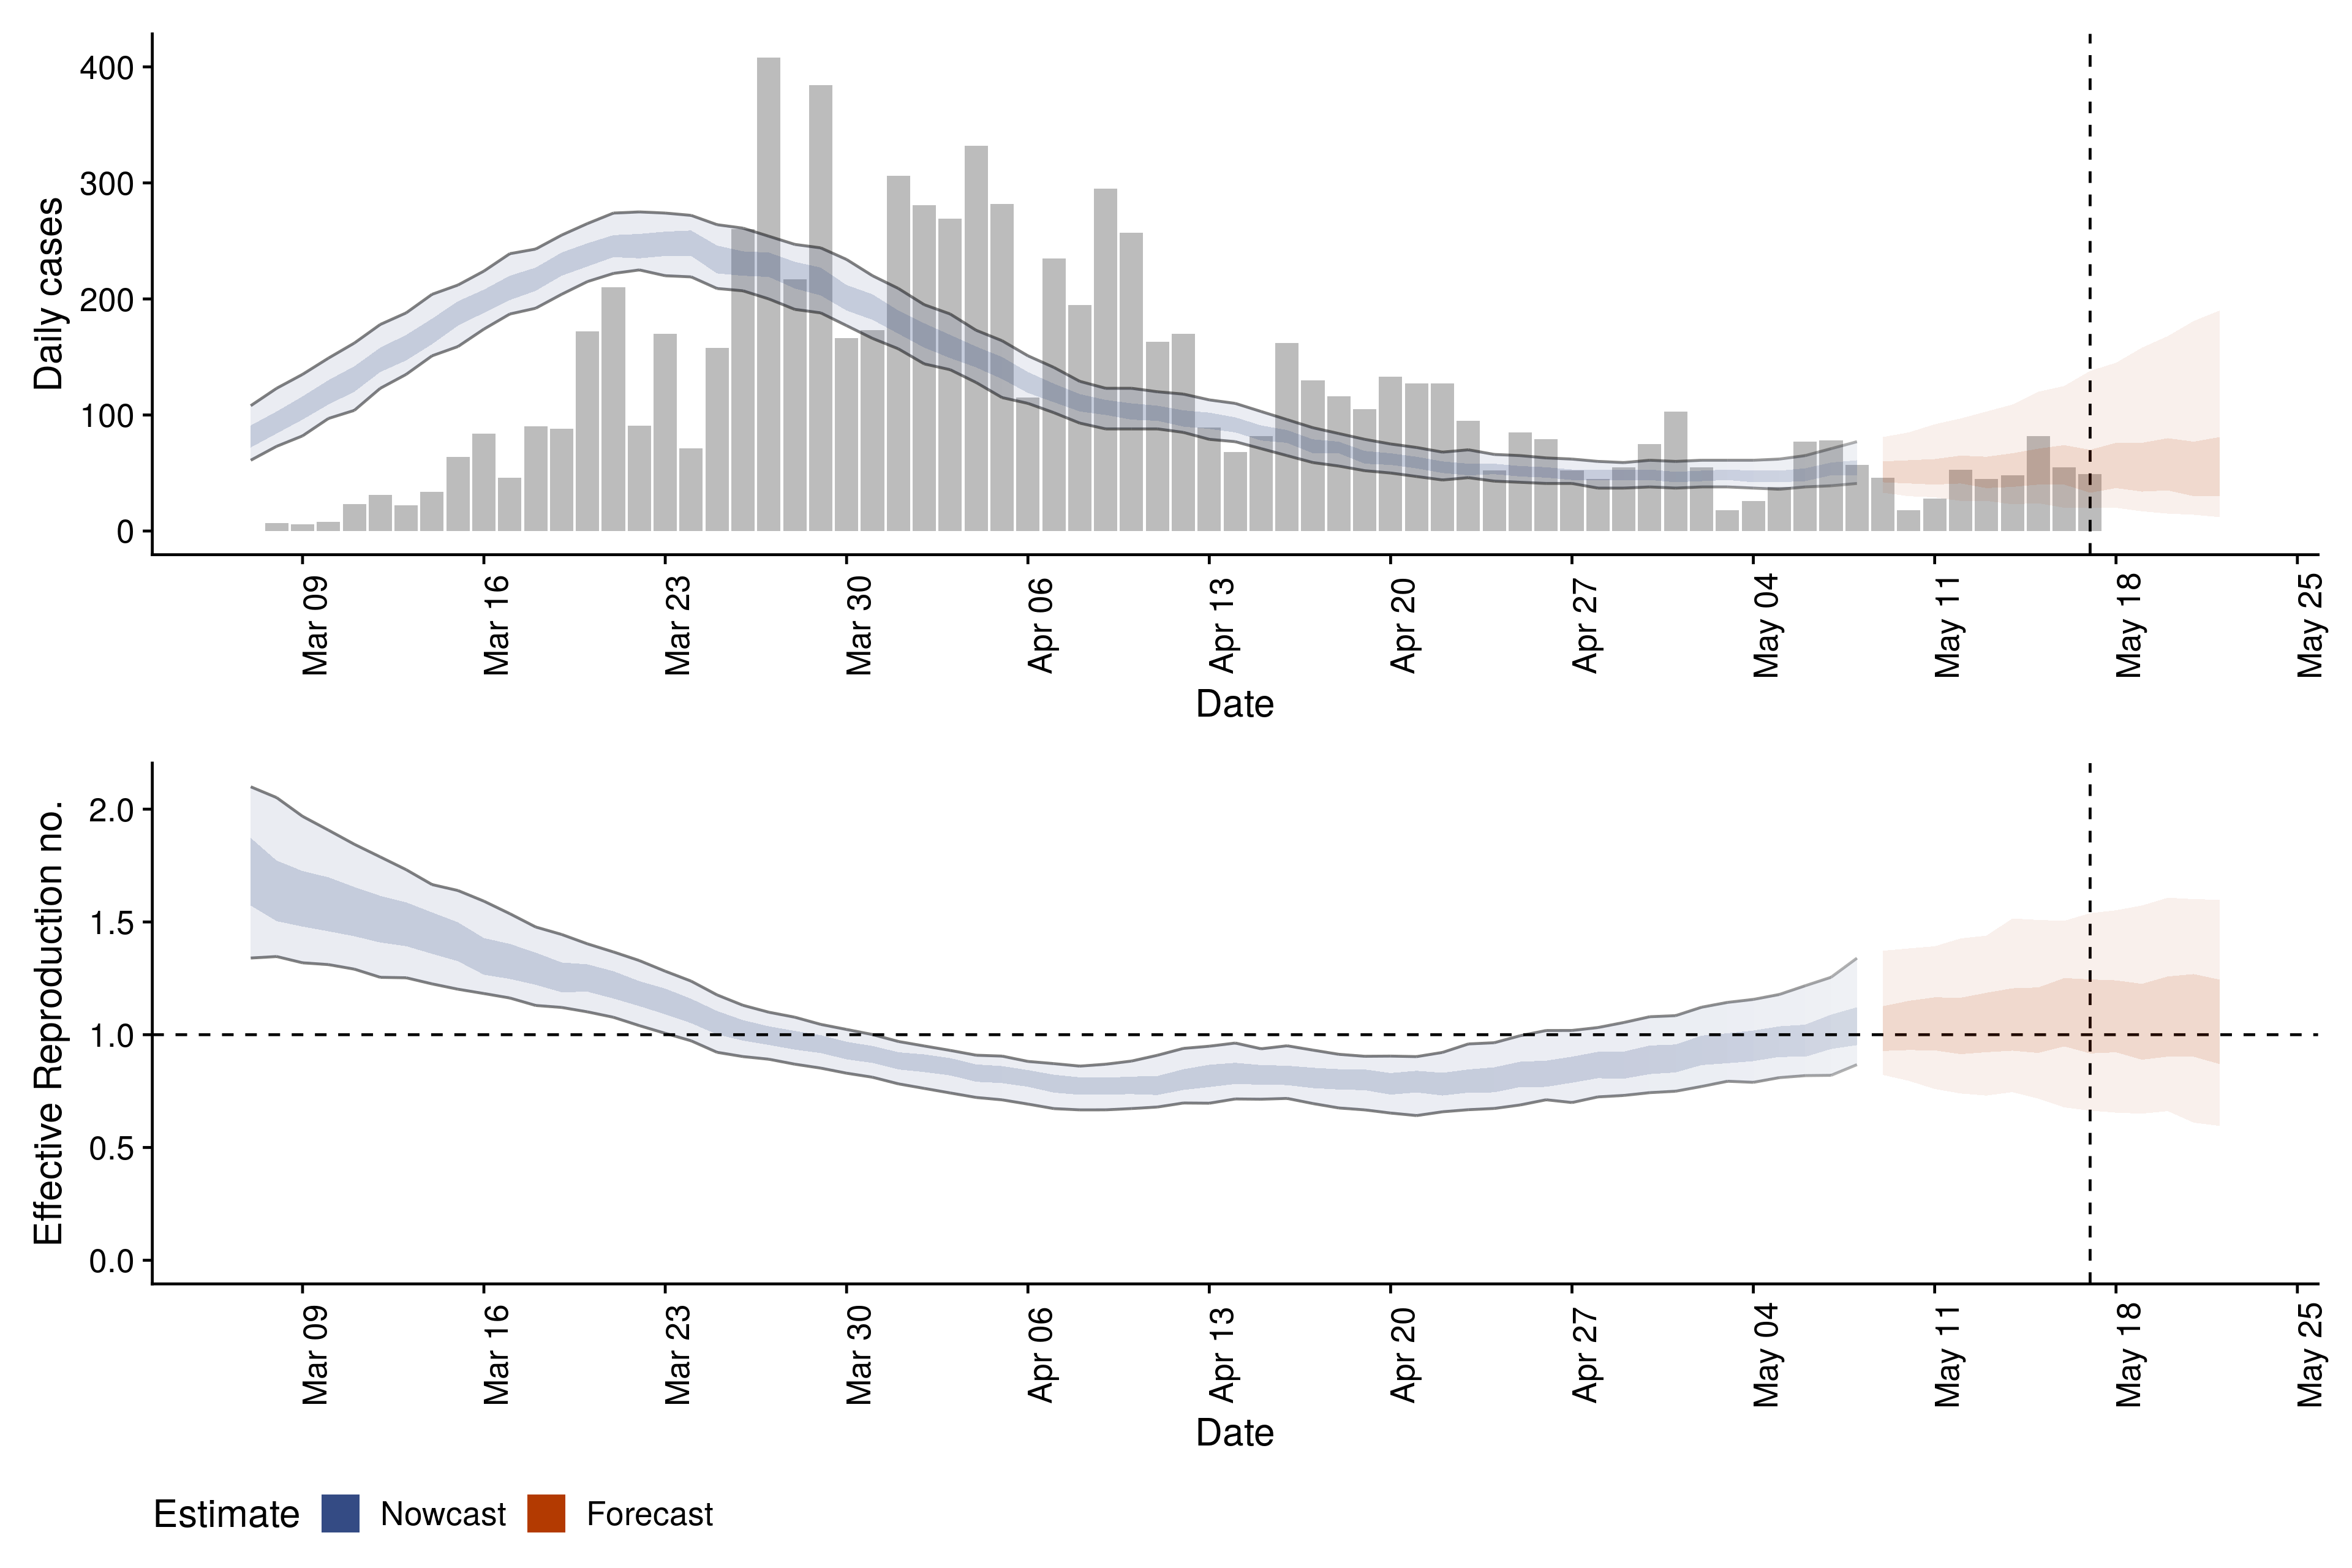 Daily cases
400
300
200
100
0
Mar 09
Mar 16
Mar 23
Mar 30
Apr 06
Apr 13
Apr 20
Apr 27
May 04
May 11
May 18
May 25
Date
Effective Reproduction no.
2.0
1.5
1.0
0.5
0.0
Mar 09
Mar 16
Mar 23
Mar 30
Apr 06
Apr 13
Apr 20
Apr 27
May 04
May 11
May 18
May 25
Date
Estimate Nowcast Forecast